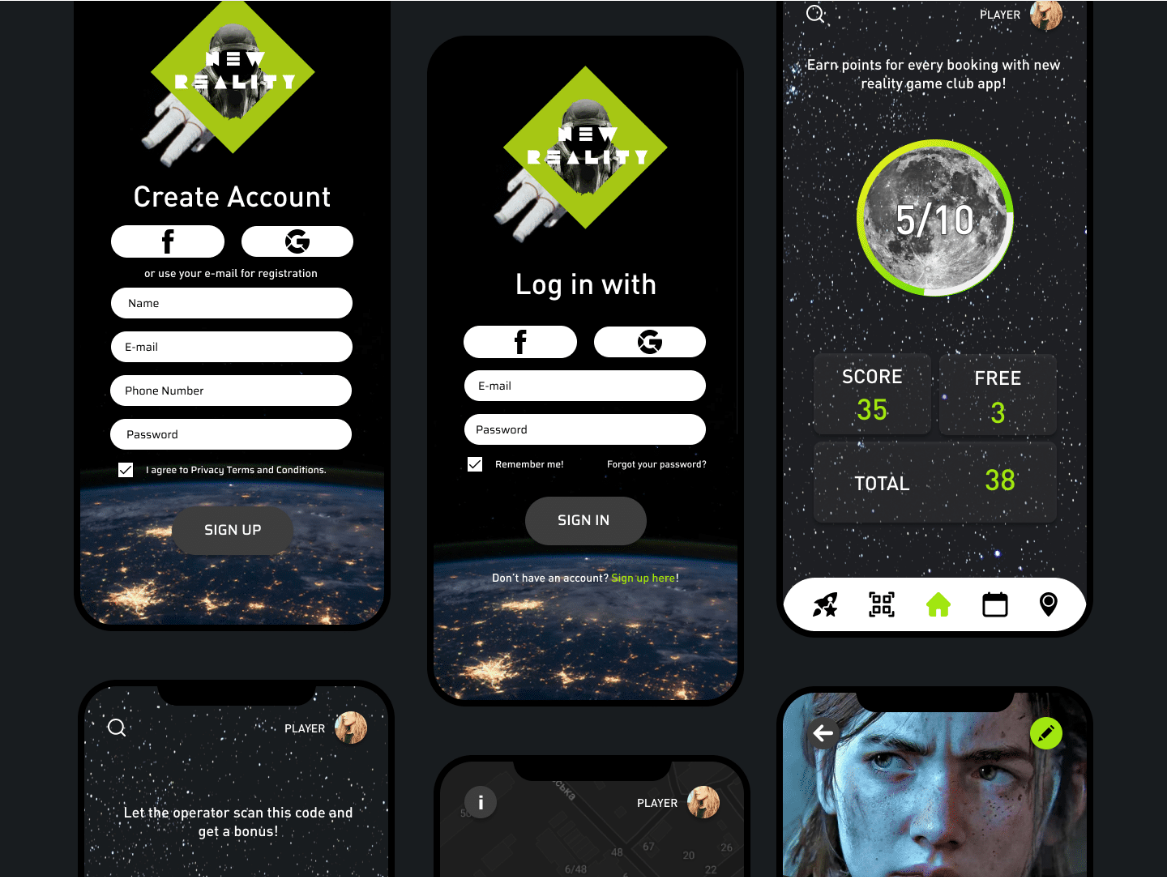 NEW
REALITY
Create Account
f
G
or use your e-mail for registration
Name
E-mail
Phone Number
Password
I agree to Privacy Terms and Conditions.
SIGN UP
NEW
REALITY
Log in with
f
G
E-mail
Password
Remember me!
Forgot your password?
SIGN IN
Don't have an account? Sign up here!
PLAYER
Earn points for every booking with new
reality game club app!
5/10
SCORE
35
FREE
3
TOTAL
38
PLAYER
Let the operator scan this code and
get a bonus!
i
PLAYER
ська
48
67
20
26
6/48
22